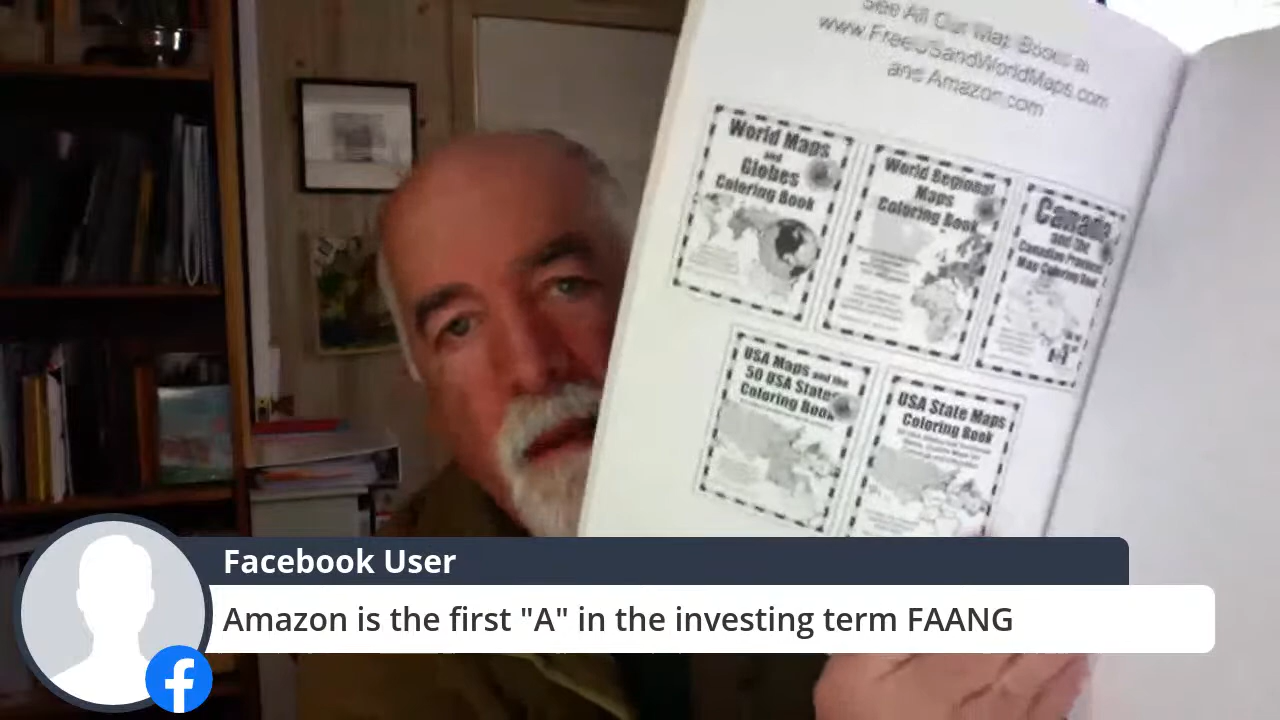 See All Our Map Books at
www.FreeUSandWorldMaps.com
and Amazon.com
World Maps
and
Globes
Coloring Book
World Regional
Maps
Coloring Book
Canada
and the
Canadian Provinces
Map Coloring Book
USA Maps and the
50 USA States
Coloring Book
USA State Maps
Coloring Book
Facebook User
Amazon is the first "A" in the investing term FAANG